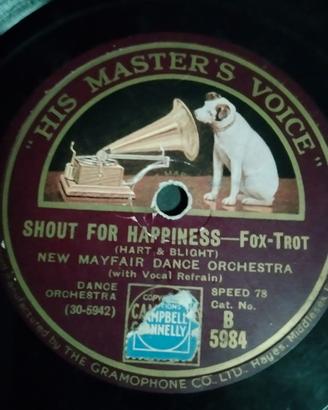 "HIS MASTER'S VOICE"
SHOUT FOR HAPPINESS—FOX-TROT
(HART & BLIGHT)
NEW MAYFAIR DANCE ORCHESTRA
(with Vocal Refrain)
DANCE
ORCHESTRA
(30-5942)
SPEED 78
Cat. No.
B
5984
CAMPBELL
CONNELLY
Manufactured by THE GRAMOPHONE CO., LTD., Hayes, Middlesex,